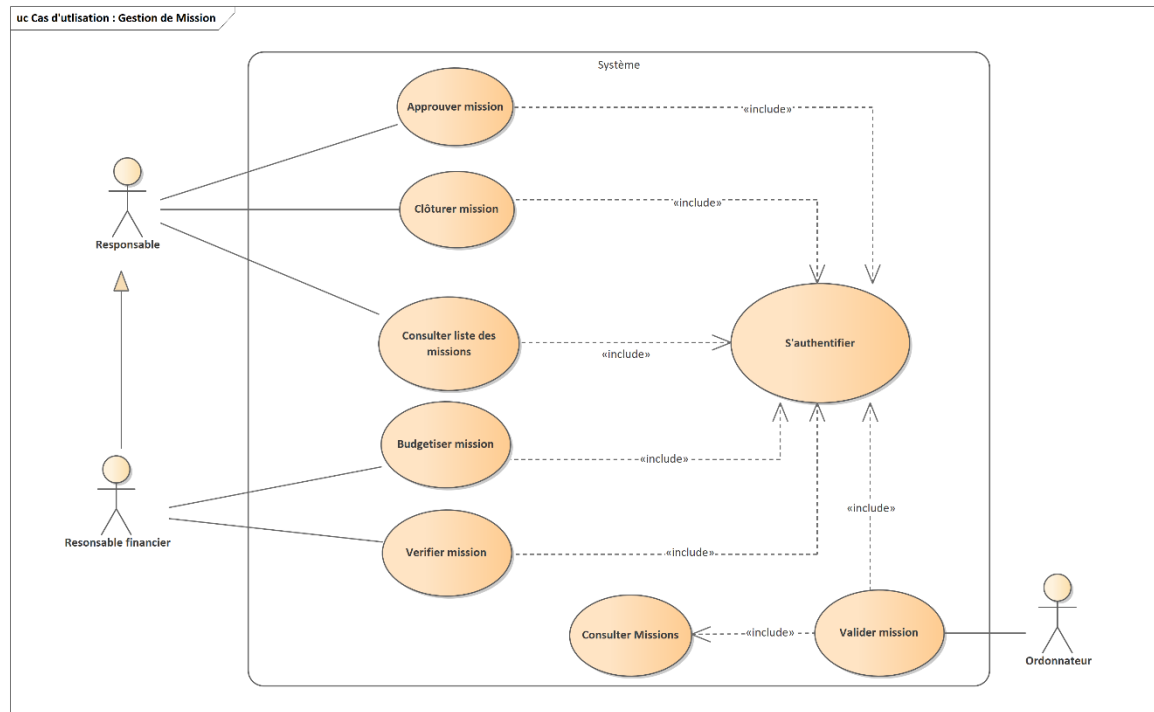 uc Cas d'utlisation : Gestion de Mission
Système
Approuver mission
«include»
Clôturer mission
«include»
Responsable
Consulter liste des
missions
«include»
S'authentifier
Budgetiser mission
«include»
Resonsable financier
Verifier mission
«include»
«include»
Consulter Missions
«include»
Valider mission
Ordonnateur